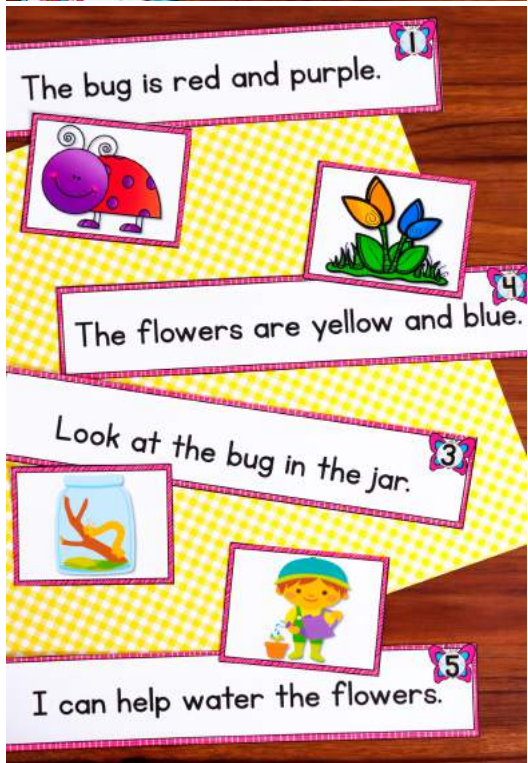 The bug is red and purple.
1
The flowers are yellow and blue.
4
Look at the bug in the jar.
3
I can help water the flowers.
5